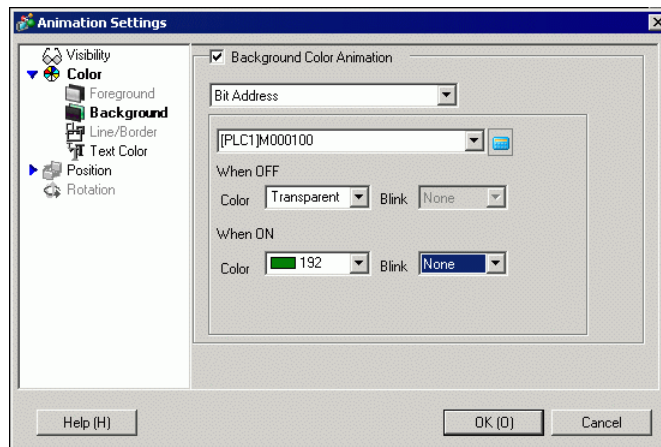 Animation Settings
Visibility
Color
Foreground
Background
Line/Border
Text Color
Position
Rotation
Background Color Animation
Bit Address
[PLC1]M000100
When OFF
Color Transparent Blink None
When ON
Color 192 Blink None
Help (H) OK (O) Cancel